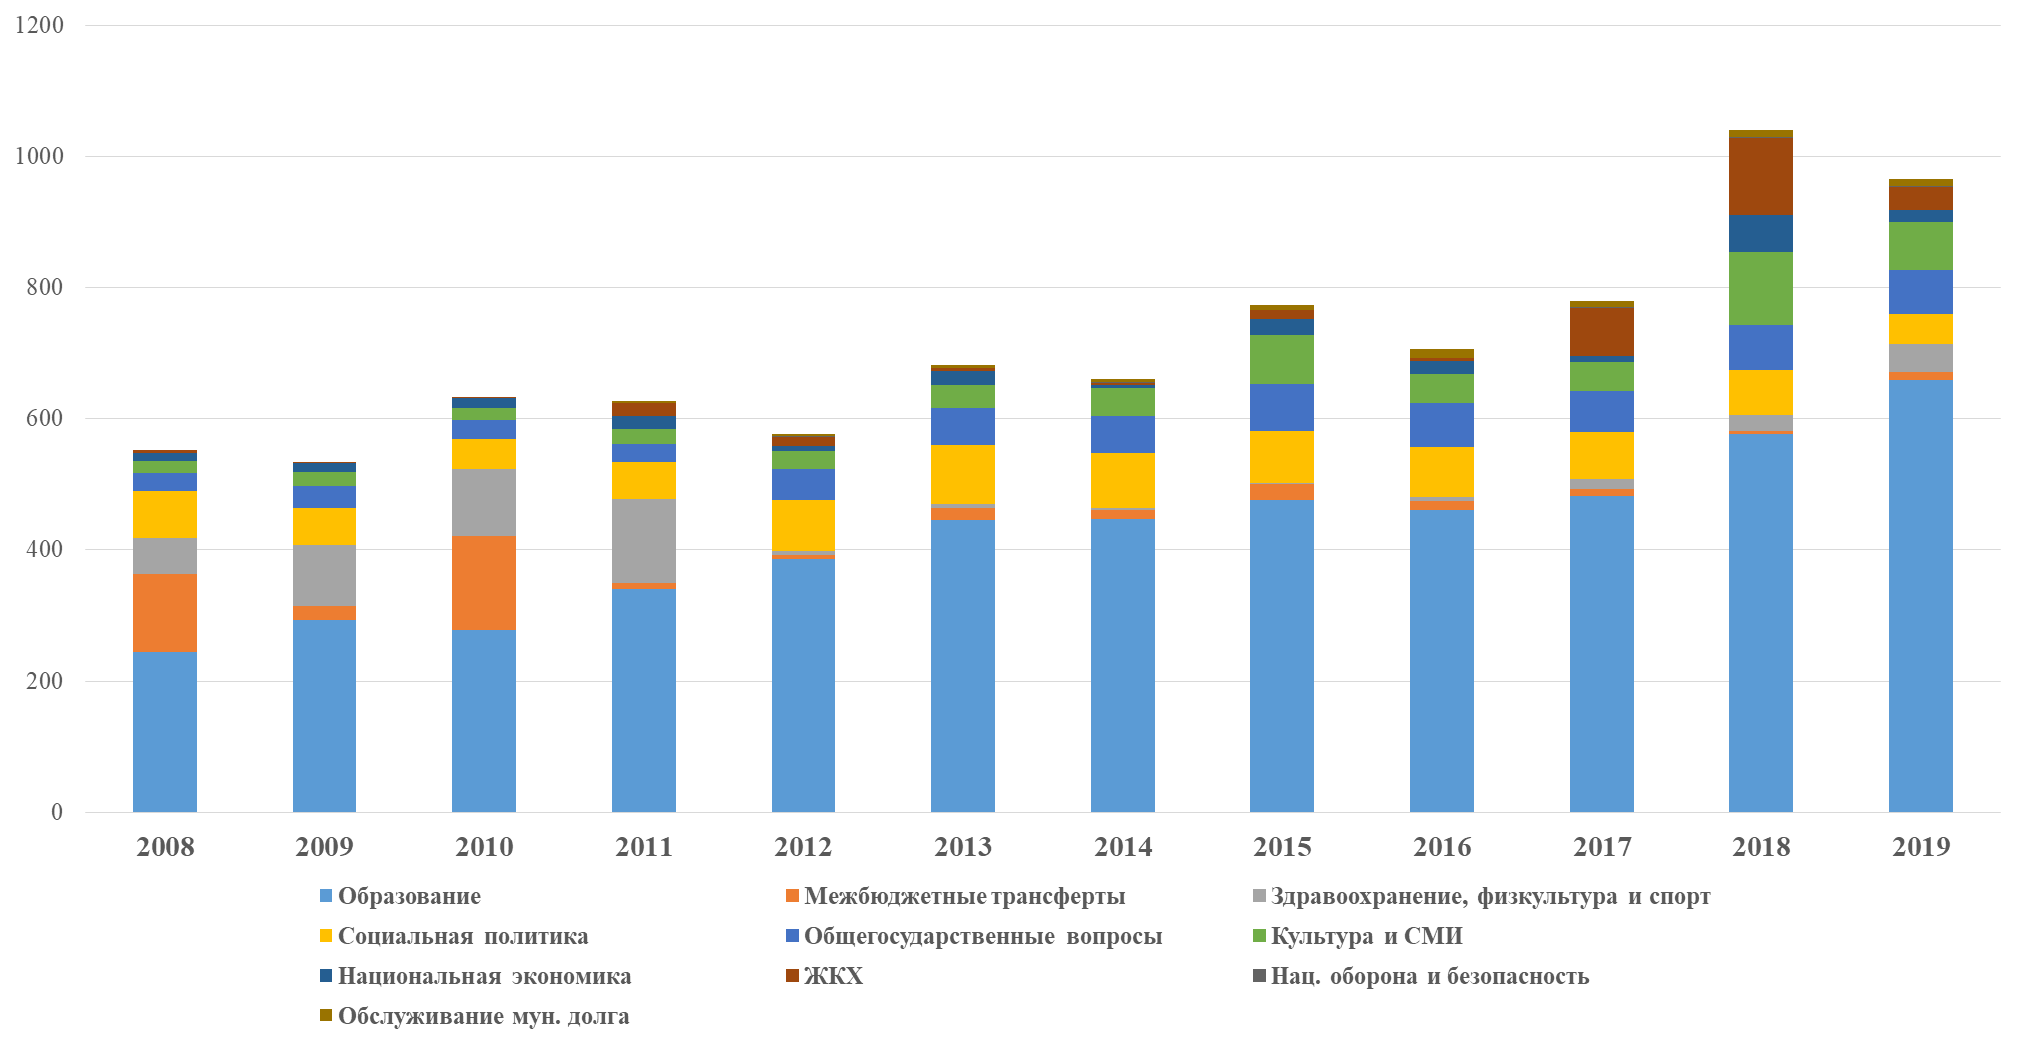 1200
1000
800
600
400
200
0
2008 2009 2010 2011 2012 2013 2014 2015 2016 2017 2018 2019
Образование Межбюджетные трансферты Здравоохранение, физкультура и спорт
Социальная политика Общегосударственные вопросы Культура и СМИ
Национальная экономика ЖКХ Нац. оборона и безопасность
Обслуживание мун. долга